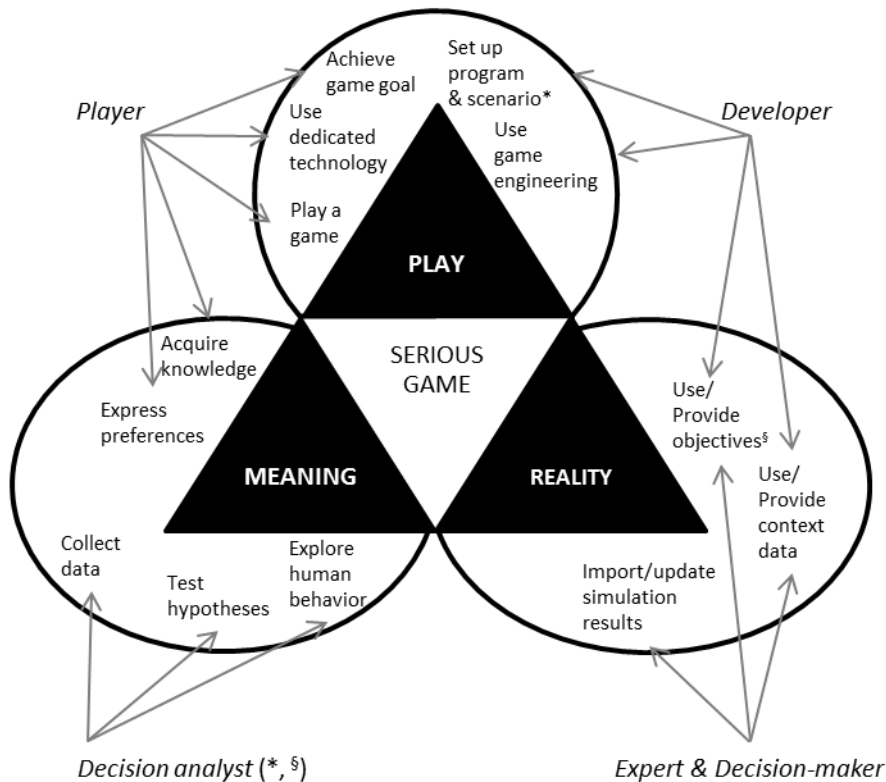 Player
Developer
Achieve
game goal
Set up
program
& scenario*
Use
dedicated
technology
Use
game
engineering
Play a
game
PLAY
SERIOUS
GAME
Acquire
knowledge
Express
preferences
MEANING
REALITY
Use/
Provide
objectives§
Use/
Provide
context
data
Collect
data
Test
hypotheses
Explore
human
behavior
Import/update
simulation
results
Decision analyst (*, §)
Expert & Decision-maker